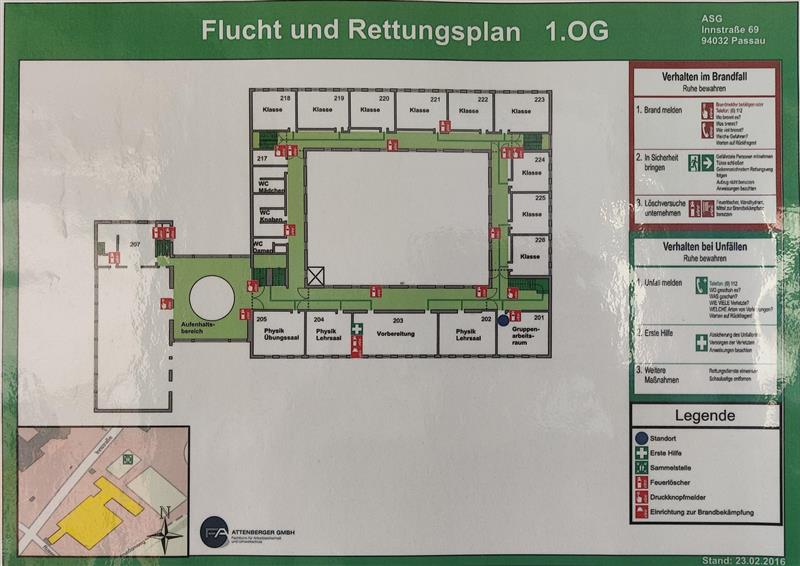 Flucht und Rettungsplan 1.OG
ASG
Innstraße 69
94032 Passau
218
Klasse
219
Klasse
220
Klasse
221
Klasse
222
Klasse
223
Klasse
217
WC
Mädchen
WC
Knaben
WC
Damen
224
Klasse
225
Klasse
226
Klasse
207
Aufenthalts-
bereich
205
Physik
Übungssaal
204
Physik
Lehrsaal
203
Vorbereitung
202
Physik
Lehrsaal
201
Gruppen-
arbeits-
raum
Verhalten im Brandfall
Ruhe bewahren
1. Brand melden
Brandmelder betätigen oder
Telefon: (0) 112
Wo brennt es?
Was brennt?
Wie viel brennt?
Welche Gefahren?
Warten auf Rückfragen!
2. In Sicherheit
bringen
Gefährdete Personen mitnehmen
Türen schließen
Gekennzeichnetem Rettungsweg
folgen
Aufzug nicht benutzen
Anweisungen beachten
3. Löschversuche
unternehmen
Feuerlöscher, Wandhydrant,
Mittel zur Brandbekämpfung
benutzen
Verhalten bei Unfällen
Ruhe bewahren
1. Unfall melden
Telefon: (0) 112
WO geschah es?
WAS geschah?
WIE VIELE Verletzte?
WELCHE Arten von Verletzungen?
Warten auf Rückfragen!
2. Erste Hilfe
Absicherung des Unfallortes
Versorgen der Verletzten
Anweisungen beachten
3. Weitere
Maßnahmen
Rettungsdienste einweisen
Schaulustige entfernen
Legende
Standort
Erste Hilfe
Sammelstelle
Feuerlöscher
Druckknopfmelder
Einrichtung zur Brandbekämpfung
Innstraße
N
ATTENBERGER GMBH
Stand: 23.02.2016